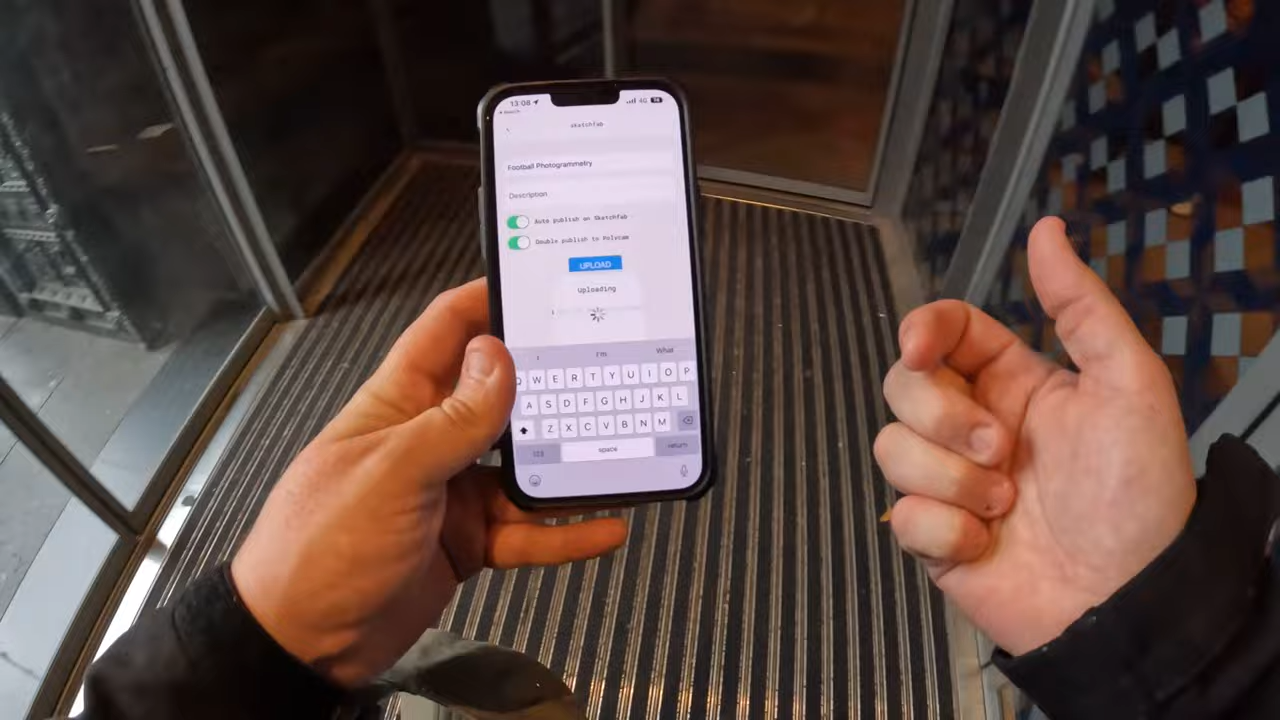 13:08 4G
Sketchfab
Football Photogrammetry
Description
Auto publish on Sketchfab
Double publish to Polycam
UPLOAD
Uploading
I I'm What
Q W E R T Y U I O P
A S D F G H J K L
Z X C V B N M
123 space return